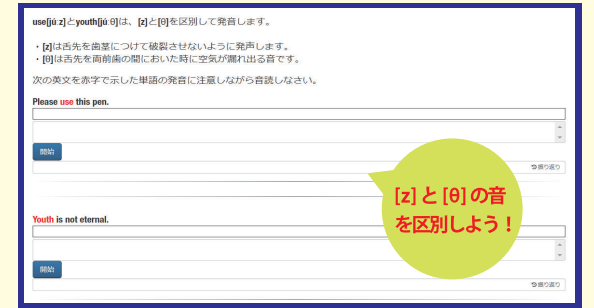 use[júːz]とyouth[júːθ]は、[z]と[θ]を区別して発音します。
・[z]は舌先を歯茎につけて破裂させないように発声します。
・[θ]は舌先を両前歯の間においた時に空気が漏れ出る音です。
次の英文を赤字で示した単語の発音に注意しながら音読しなさい。
Please use this pen.
開始
振り返り
[z]と[θ]の音
を区別しよう！
Youth is not eternal.
開始
振り返り